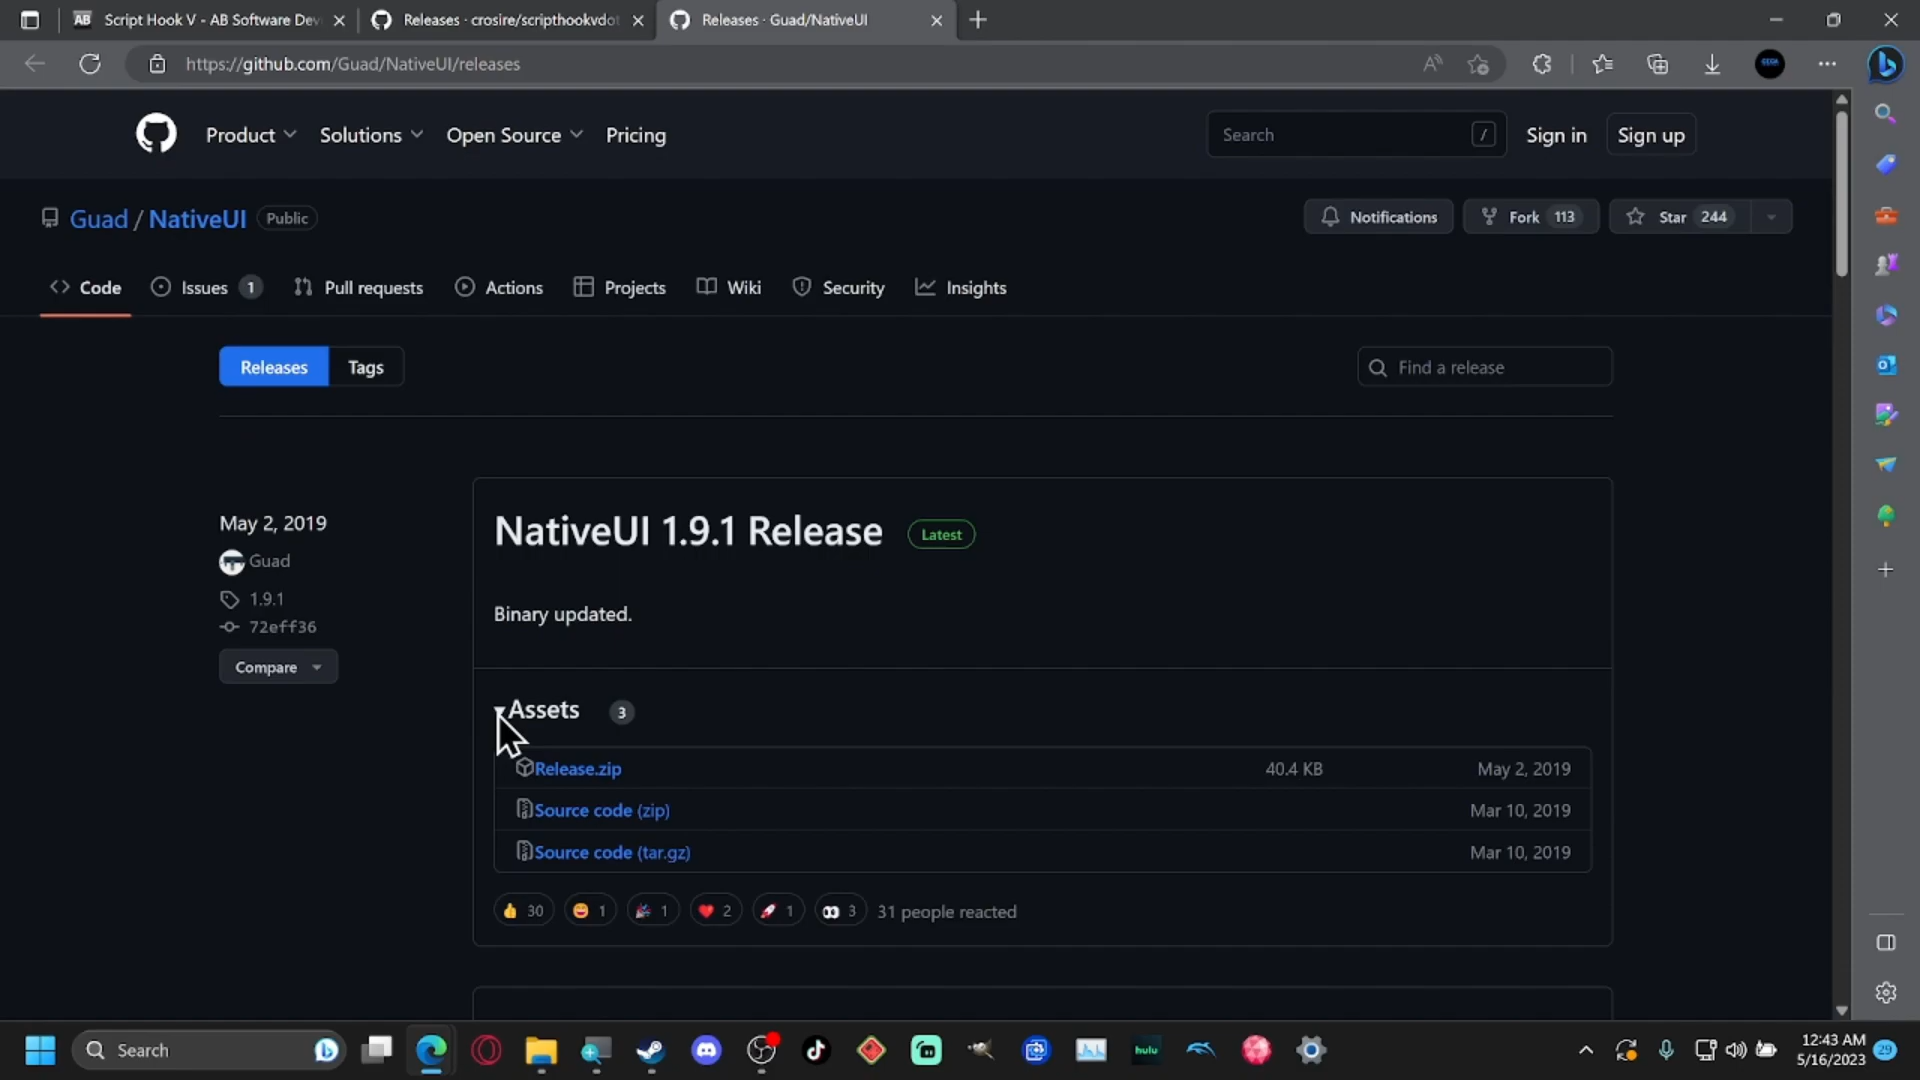 AB Script Hook V - AB Software Dev
Releases · crosire/scripthookvdot
Releases · Guad/NativeUI
https://github.com/Guad/NativeUI/releases
Product
Solutions
Open Source
Pricing
Search /
Sign in
Sign up
Guad / NativeUI Public
Notifications
Fork 113
Star 244
Code
Issues 1
Pull requests
Actions
Projects
Wiki
Security
Insights
Releases
Tags
Find a release
May 2, 2019
Guad
1.9.1
72eff36
Compare
NativeUI 1.9.1 Release Latest
Binary updated.
Assets 3
Release.zip 40.4 KB May 2, 2019
Source code (zip) Mar 10, 2019
Source code (tar.gz) Mar 10, 2019
30 1 1 2 1 3 31 people reacted
Search
hulu
12:43 AM
5/16/2023
29